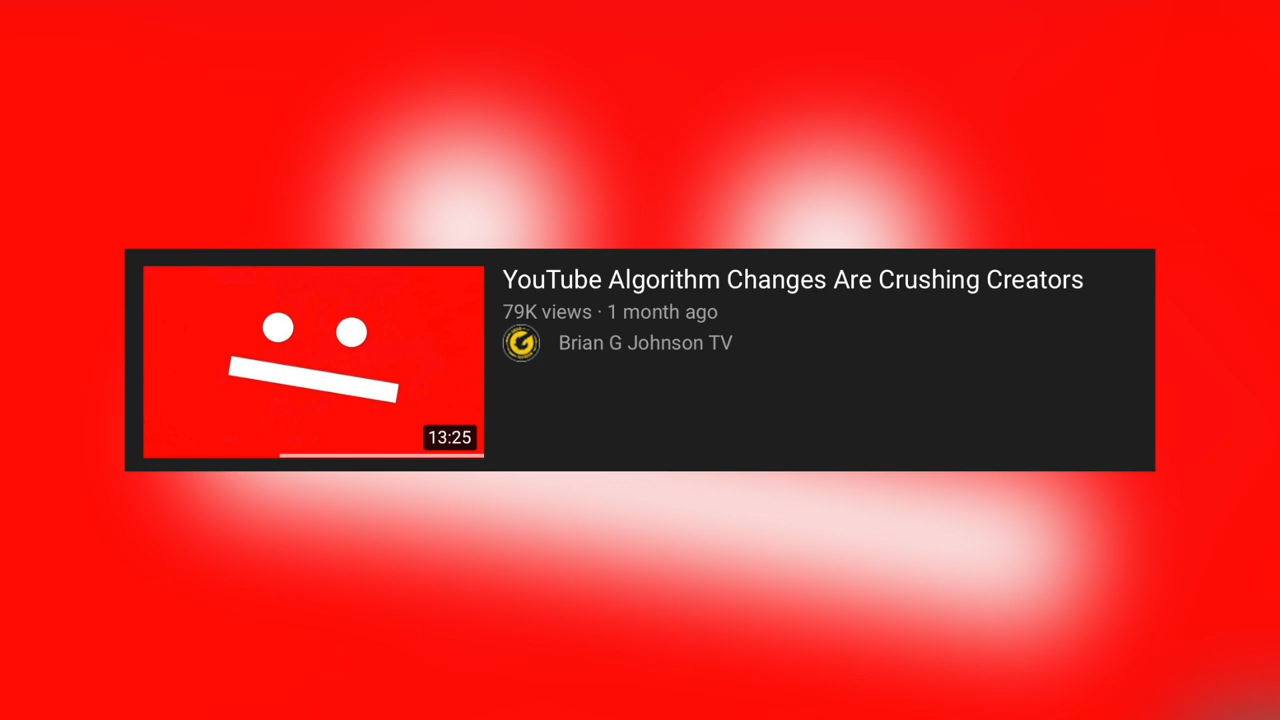 YouTube Algorithm Changes Are Crushing Creators
79K views · 1 month ago
Brian G Johnson TV
13:25